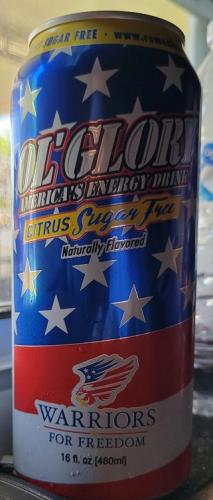 SUGAR FREE • www.
OL' GLORY
AMERICA'S ENERGY DRINK
CITRUS Sugar Free
Naturally Flavored
WARRIORS
FOR FREEDOM
16 fl. oz [480ml]